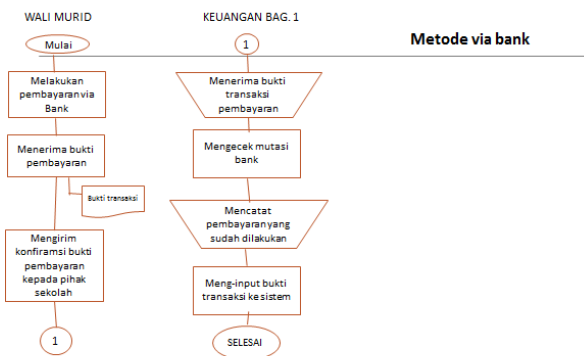 WALI MURID
Mulai
Melakukan
pembayaran via
Bank
Menerima bukti
pembayaran
Bukti transaksi
Mengirim
konfiramsi bukti
pembayaran
kepada pihak
sekolah
1
KEUANGAN BAG. 1
1
Menerima bukti
transaksi
pembayaran
Mengecek mutasi
bank
Mencatat
pembayaran yang
sudah dilakukan
Meng-input bukti
transaksi ke sistem
SELESAI
Metode via bank